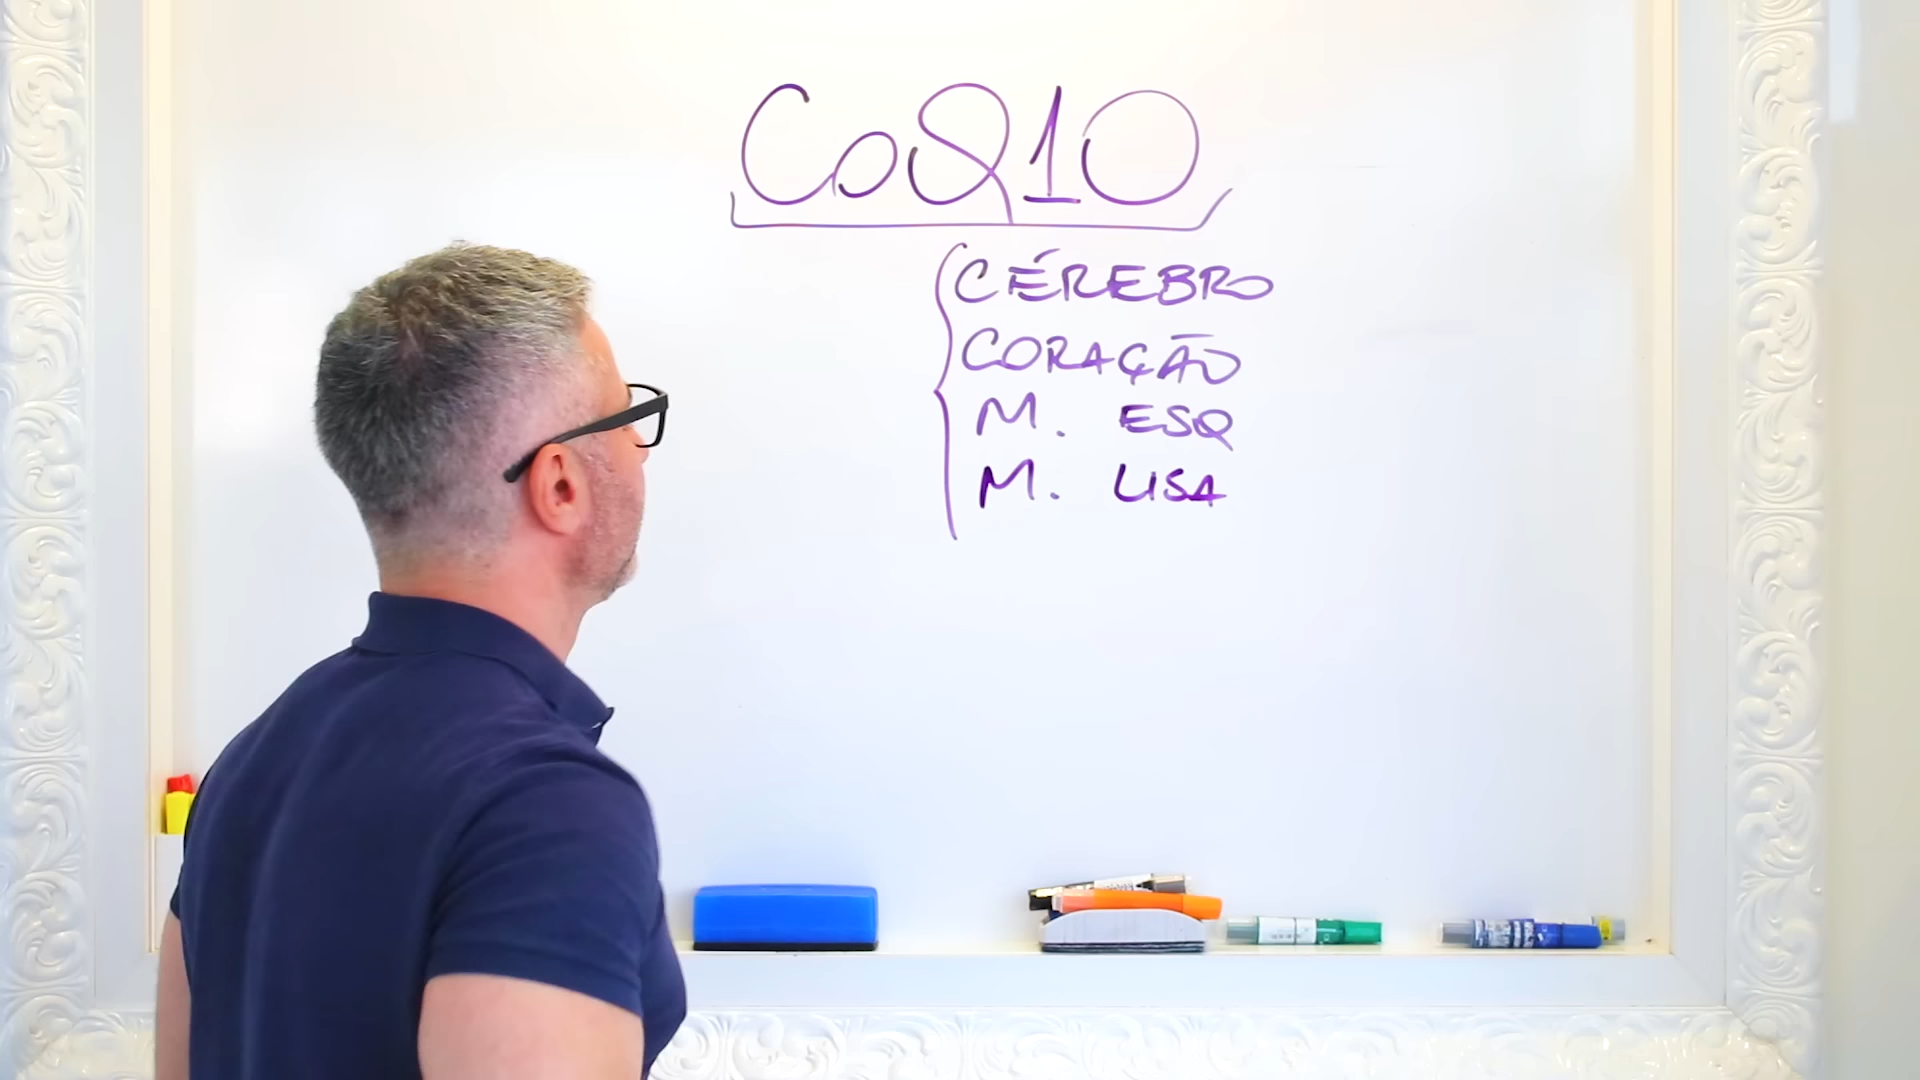 CoQ10
CÉREBRO
CORAÇÃO
M. ESQ
M. LISA